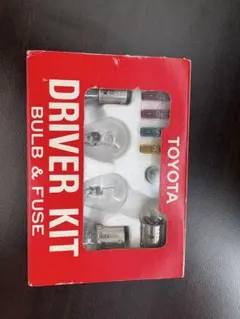 TOYOTA
DRIVER KIT
BULB & FUSE